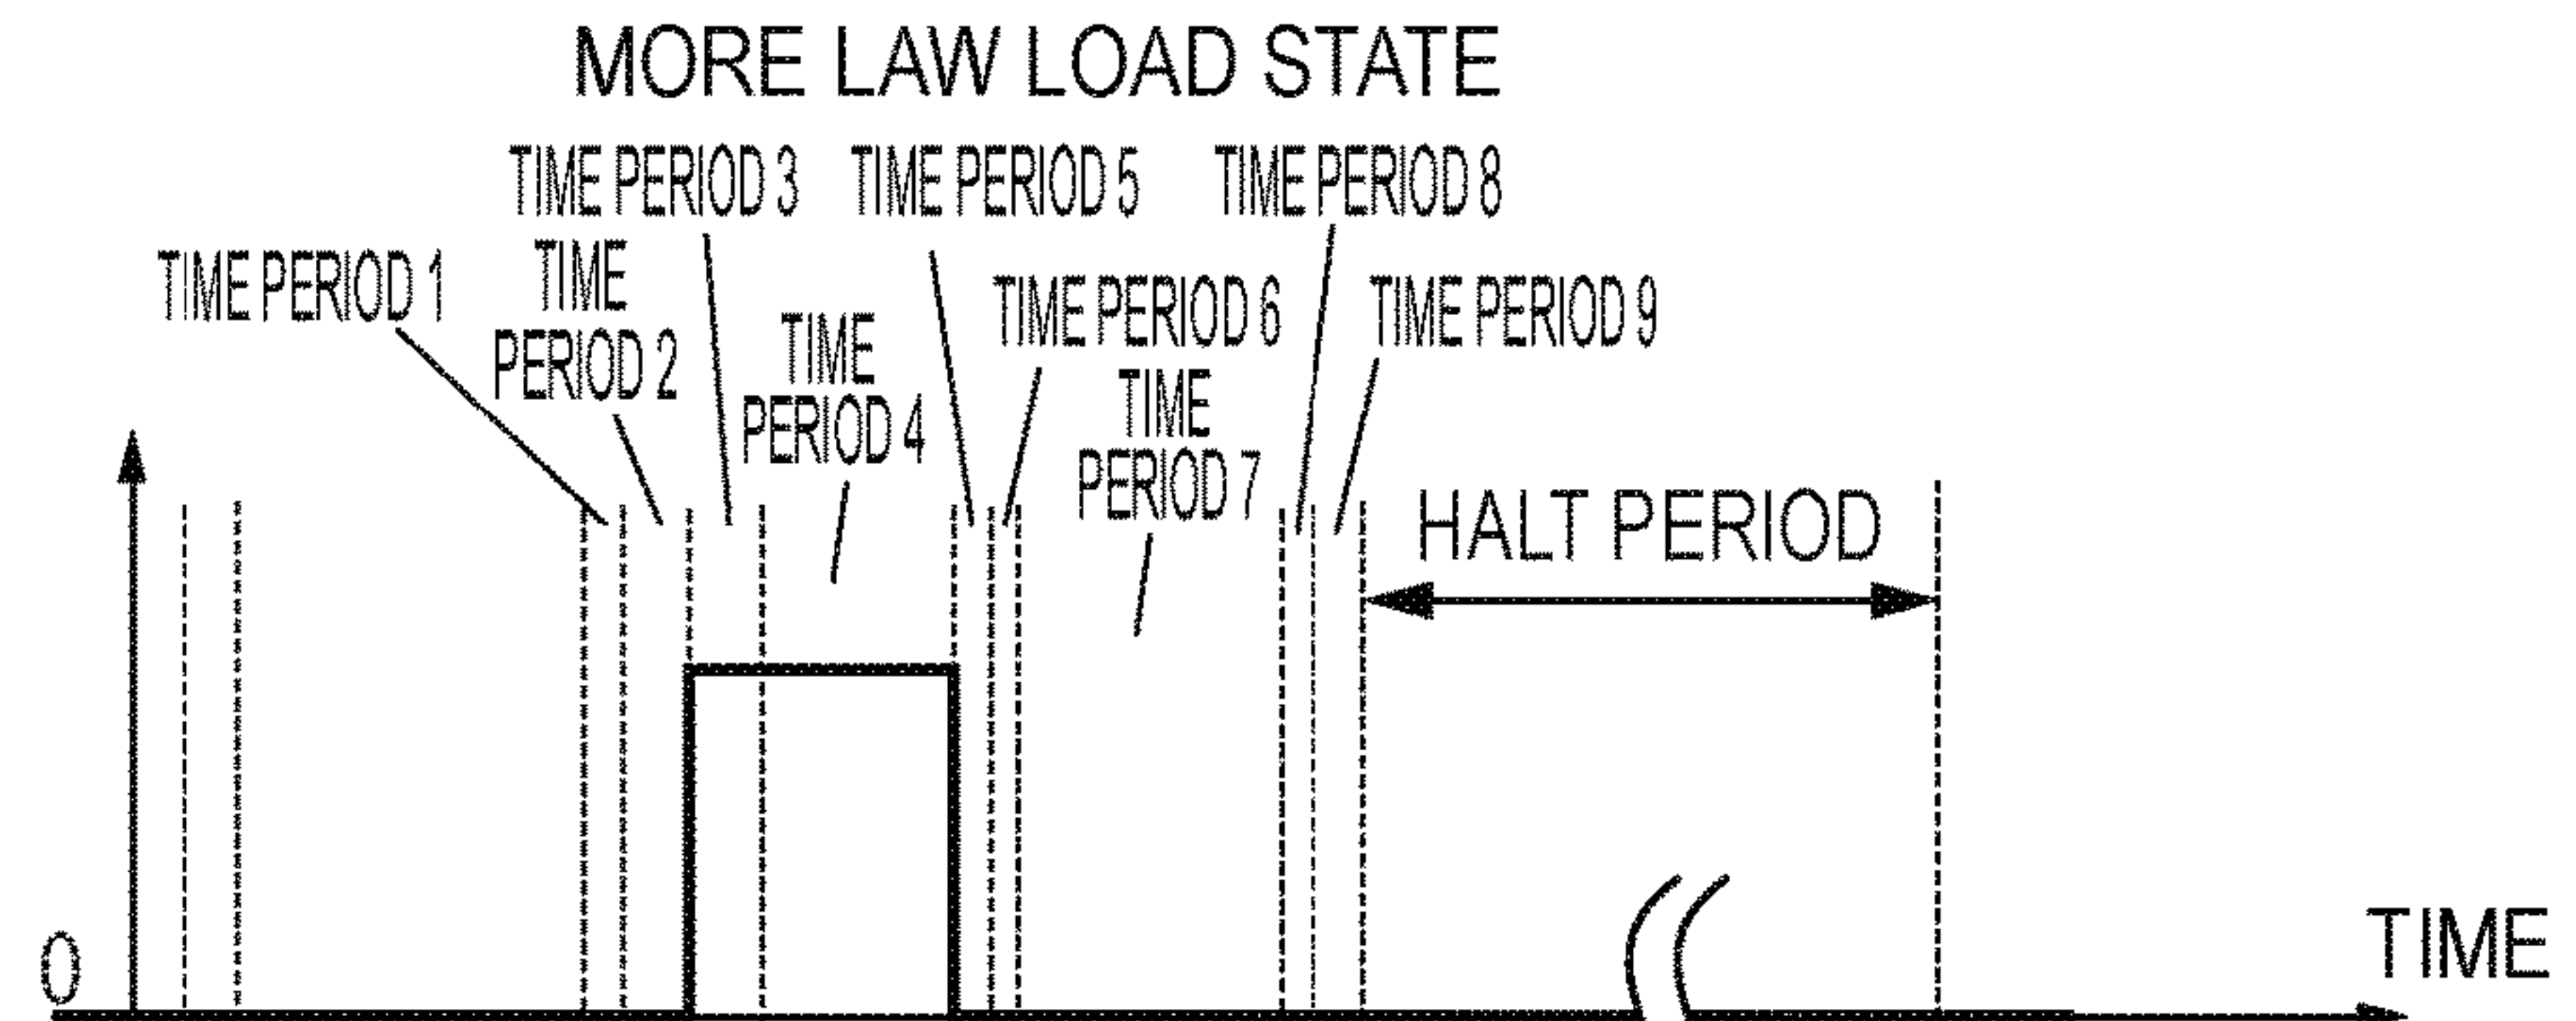 MORE LAW LOAD STATE
TIME PERIOD 3
TIME PERIOD 5
TIME PERIOD 8
TIME PERIOD 1
TIME
PERIOD 2
TIME
PERIOD 4
TIME PERIOD 6
TIME PERIOD 9
TIME
PERIOD 7
HALT PERIOD
0
TIME